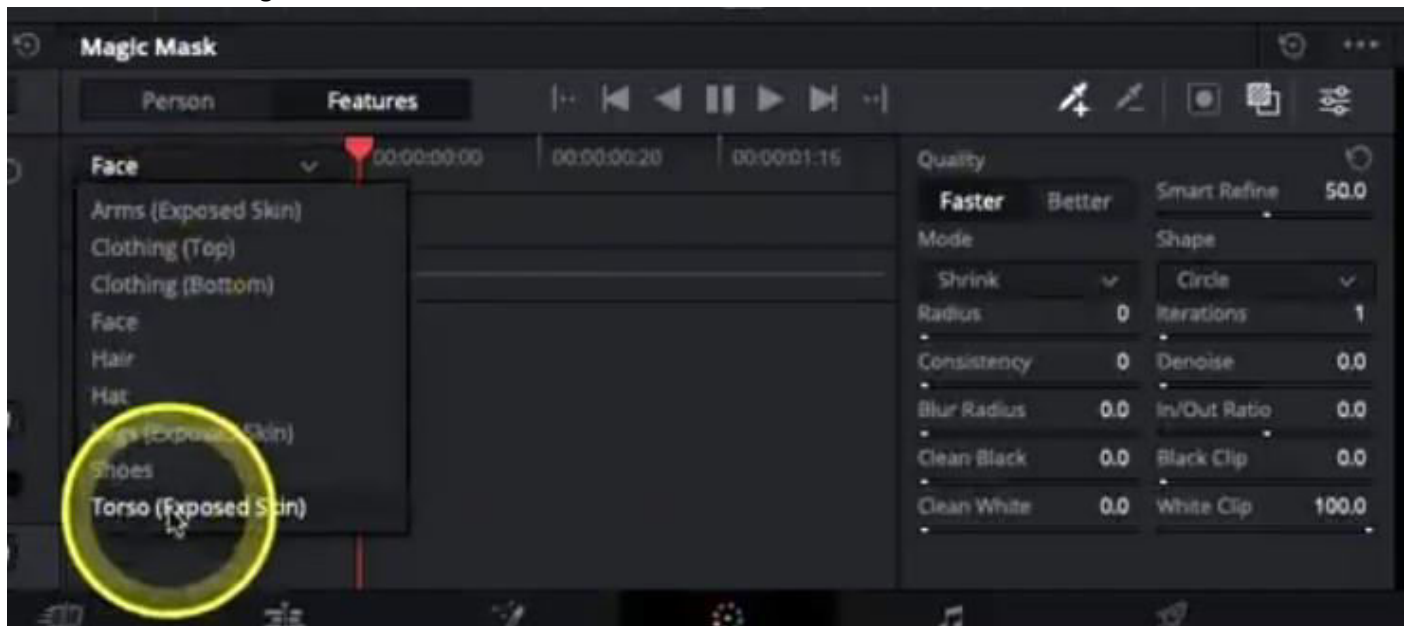 Magic Mask
Person Features
Face 00:00:00:00 00:00:00:20 00:00:01:16
Arms (Exposed Skin)
Clothing (Top)
Clothing (Bottom)
Face
Hair
Hat
Legs (Exposed Skin)
Shoes
Torso (Exposed Skin)
Quality
Faster Better Smart Refine 50.0
Mode Shape
Shrink Circle
Radius 0 Iterations 1
Consistency 0 Denoise 0.0
Blur Radius 0.0 In/Out Ratio 0.0
Clean Black 0.0 Black Clip 0.0
Clean White 0.0 White Clip 100.0